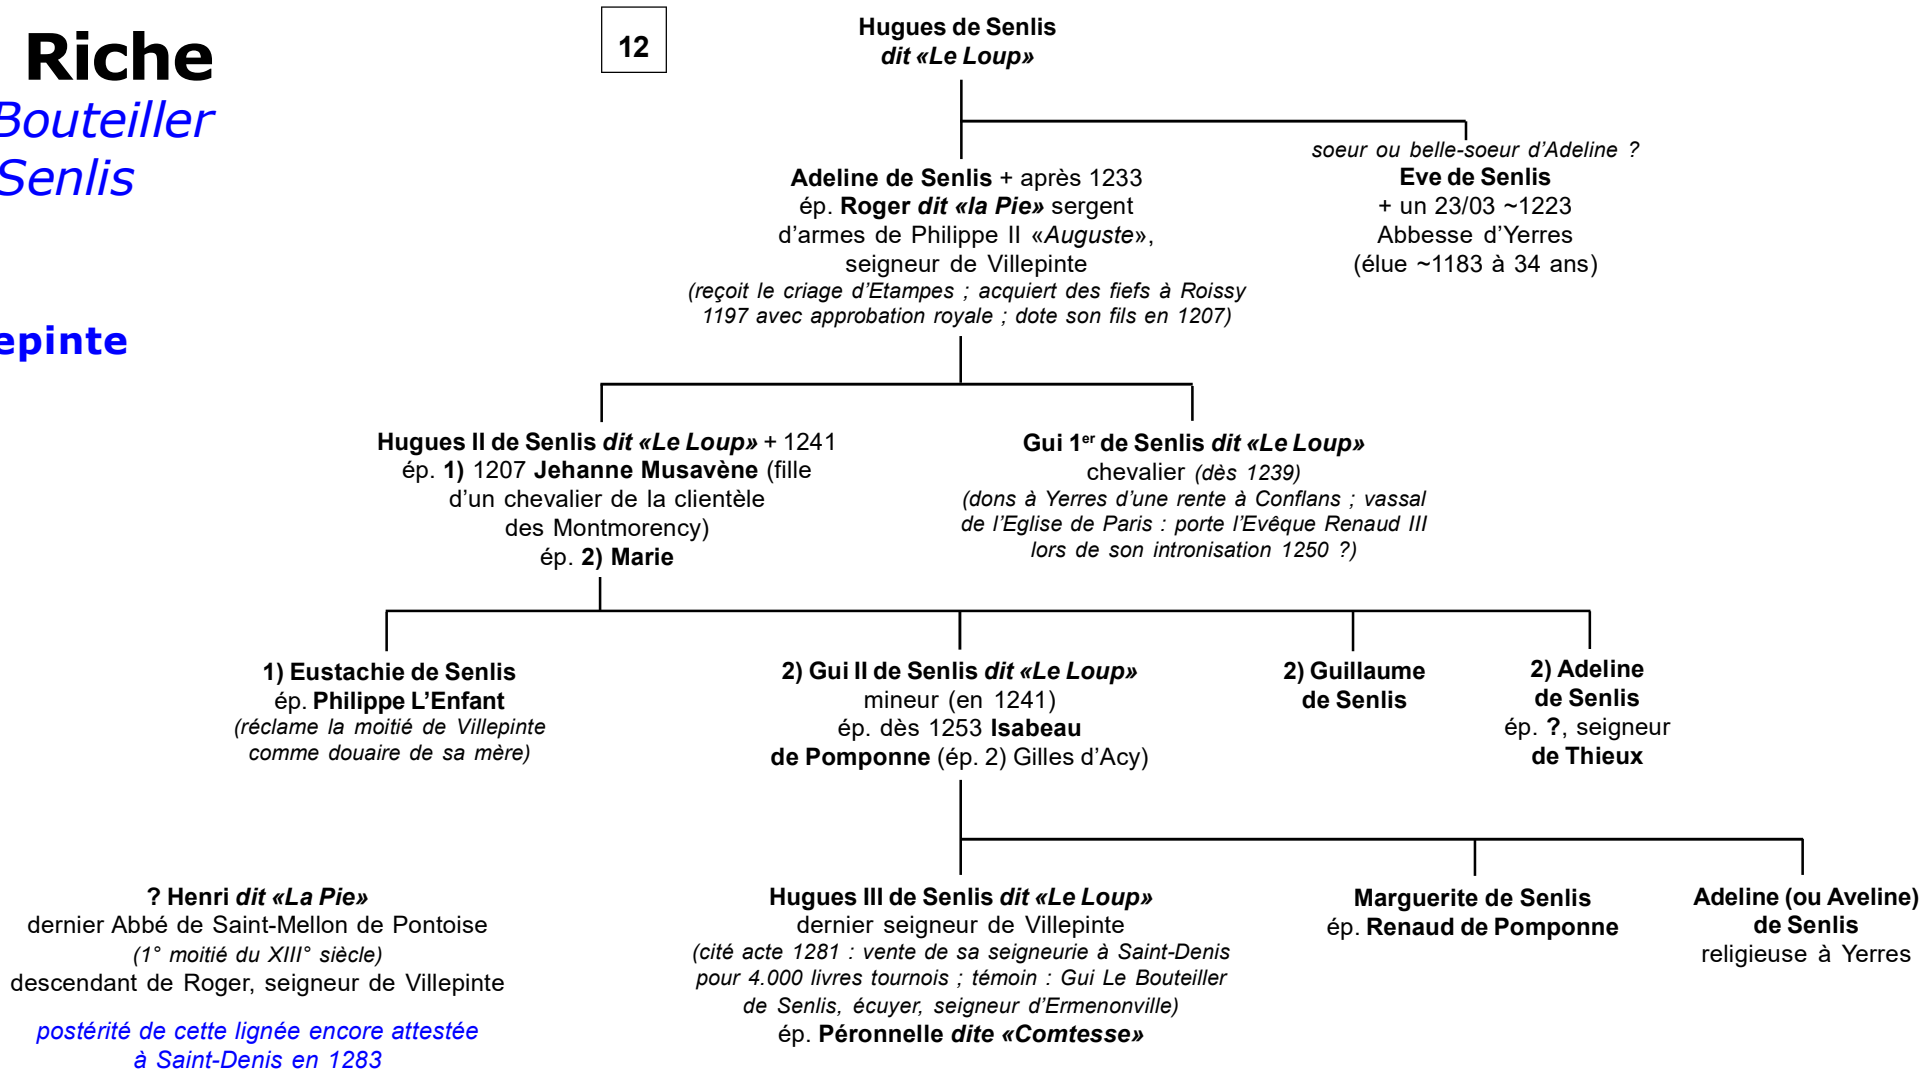 Riche
Bouteiller
Senlis
epinte
12
Hugues de Senlis
dit «Le Loup»
Adeline de Senlis + après 1233
ép. Roger dit «la Pie» sergent
d'armes de Philippe II «Auguste»,
seigneur de Villepinte
(reçoit le criage d'Etampes ; acquiert des fiefs à Roissy
1197 avec approbation royale ; dote son fils en 1207)
soeur ou belle-soeur d'Adeline ?
Eve de Senlis
+ un 23/03 ~1223
Abbesse d'Yerres
(élue ~1183 à 34 ans)
Hugues II de Senlis dit «Le Loup» + 1241
ép. 1) 1207 Jehanne Musavène (fille
d'un chevalier de la clientèle
des Montmorency)
ép. 2) Marie
Gui 1er de Senlis dit «Le Loup»
chevalier (dès 1239)
(dons à Yerres d'une rente à Conflans ; vassal
de l'Eglise de Paris : porte l'Evêque Renaud III
lors de son intronisation 1250 ?)
1) Eustachie de Senlis
ép. Philippe L'Enfant
(réclame la moitié de Villepinte
comme douaire de sa mère)
2) Gui II de Senlis dit «Le Loup»
mineur (en 1241)
ép. dès 1253 Isabeau
de Pomponne (ép. 2) Gilles d'Acy)
2) Guillaume
de Senlis
2) Adeline
de Senlis
ép. ?, seigneur
de Thieux
? Henri dit «La Pie»
dernier Abbé de Saint-Mellon de Pontoise
(1° moitié du XIII° siècle)
descendant de Roger, seigneur de Villepinte
postérité de cette lignée encore attestée
à Saint-Denis en 1283
Hugues III de Senlis dit «Le Loup»
dernier seigneur de Villepinte
(cité acte 1281 : vente de sa seigneurie à Saint-Denis
pour 4.000 livres tournois ; témoin : Gui Le Bouteiller
de Senlis, écuyer, seigneur d'Ermenonville)
ép. Péronnelle dite «Comtesse»
Marguerite de Senlis
ép. Renaud de Pomponne
Adeline (ou Aveline)
de Senlis
religieuse à Yerres